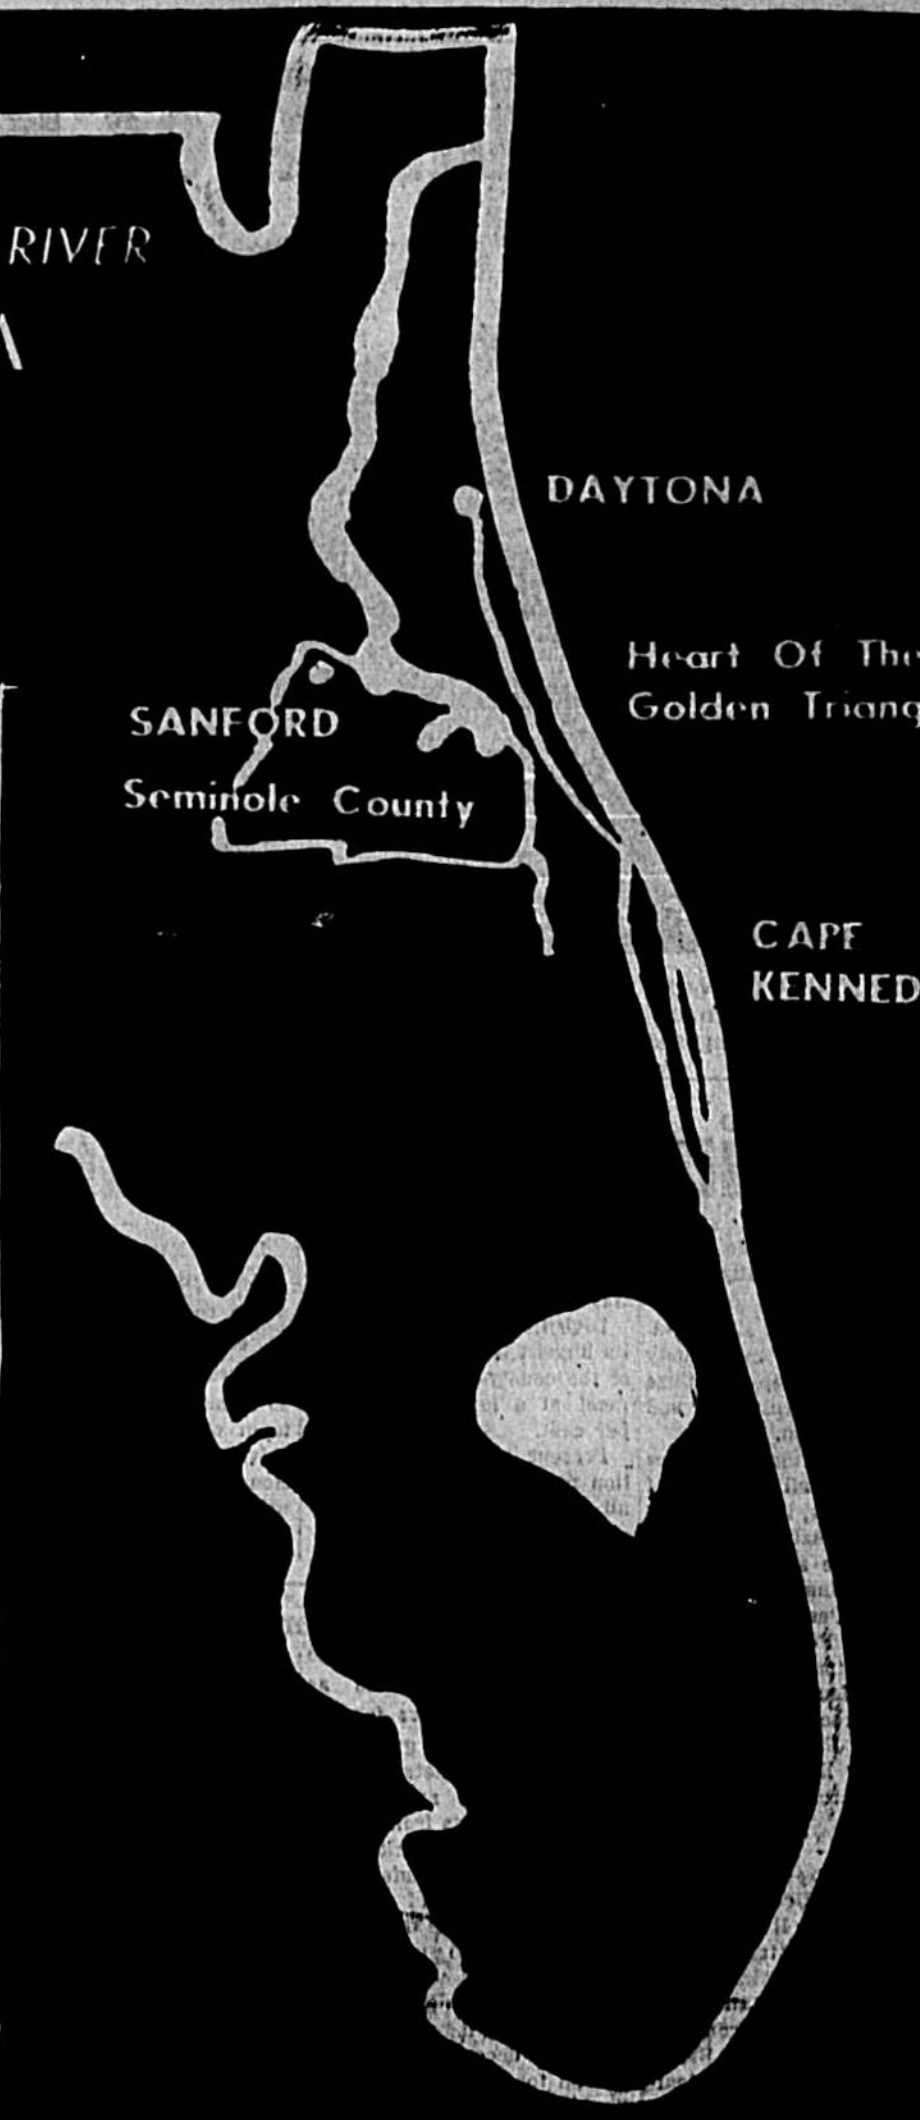 RIVER
DAYTONA
Heart Of The
Golden Triang
SANFORD
Seminole County
CAPE
KENNED